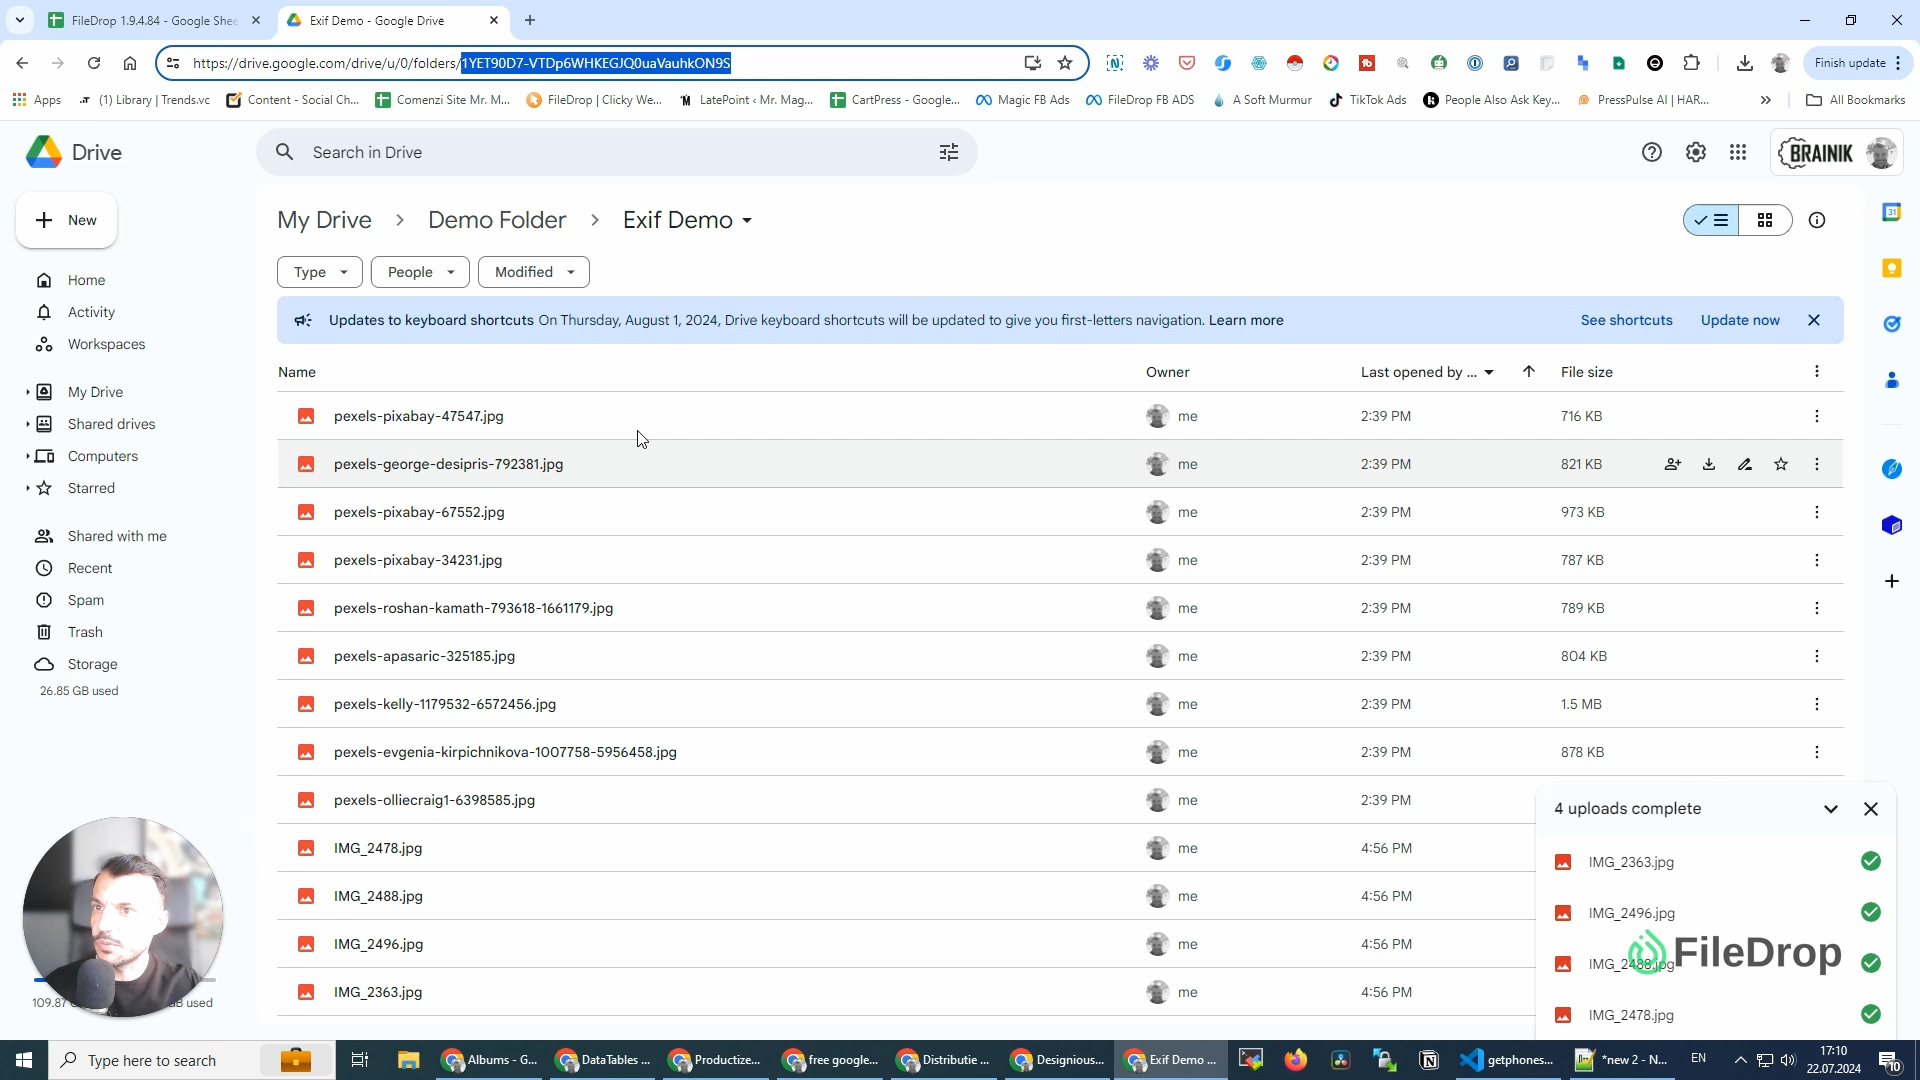 FileDrop 1.9.4.84 - Google Shee
Exif Demo - Google Drive
https://drive.google.com/drive/u/0/folders/1YET90D7-VTDp6WHKEGJQ0uaVauhkON9S
Finish update
Apps
(1) Library | Trends.vc
Content - Social Ch...
Comenzi Site Mr. M...
FileDrop | Clicky We...
LatePoint ‹ Mr. Mag...
CartPress - Google...
Magic FB Ads
FileDrop FB ADS
A Soft Murmur
TikTok Ads
People Also Ask Key...
PressPulse AI | HAR...
All Bookmarks
Drive
Search in Drive
BRAINIK
New
My Drive > Demo Folder > Exif Demo
Type
People
Modified
Home
Activity
Workspaces
My Drive
Shared drives
Computers
Starred
Shared with me
Recent
Spam
Trash
Storage
26.85 GB used
Updates to keyboard shortcuts On Thursday, August 1, 2024, Drive keyboard shortcuts will be updated to give you first-letters navigation. Learn more
See shortcuts
Update now
Name Owner Last opened by ... File size
pexels-pixabay-47547.jpg me 2:39 PM 716 KB
pexels-george-desipris-792381.jpg me 2:39 PM 821 KB
pexels-pixabay-67552.jpg me 2:39 PM 973 KB
pexels-pixabay-34231.jpg me 2:39 PM 787 KB
pexels-roshan-kamath-793618-1661179.jpg me 2:39 PM 789 KB
pexels-apasaric-325185.jpg me 2:39 PM 804 KB
pexels-kelly-1179532-6572456.jpg me 2:39 PM 1.5 MB
pexels-evgenia-kirpichnikova-1007758-5956458.jpg me 2:39 PM 878 KB
pexels-olliecraig1-6398585.jpg me 2:39 PM
IMG_2478.jpg me 4:56 PM
IMG_2488.jpg me 4:56 PM
IMG_2496.jpg me 4:56 PM
IMG_2363.jpg me 4:56 PM
4 uploads complete
IMG_2363.jpg
IMG_2496.jpg
IMG_2488.jpg
IMG_2478.jpg
FileDrop
109.87
B used
Type here to search
Albums - G...
DataTables ...
Productize...
free google...
Distributie ...
Designious...
Exif Demo ...
getphones...
*new 2 - N...
EN
17:10
22.07.2024
10